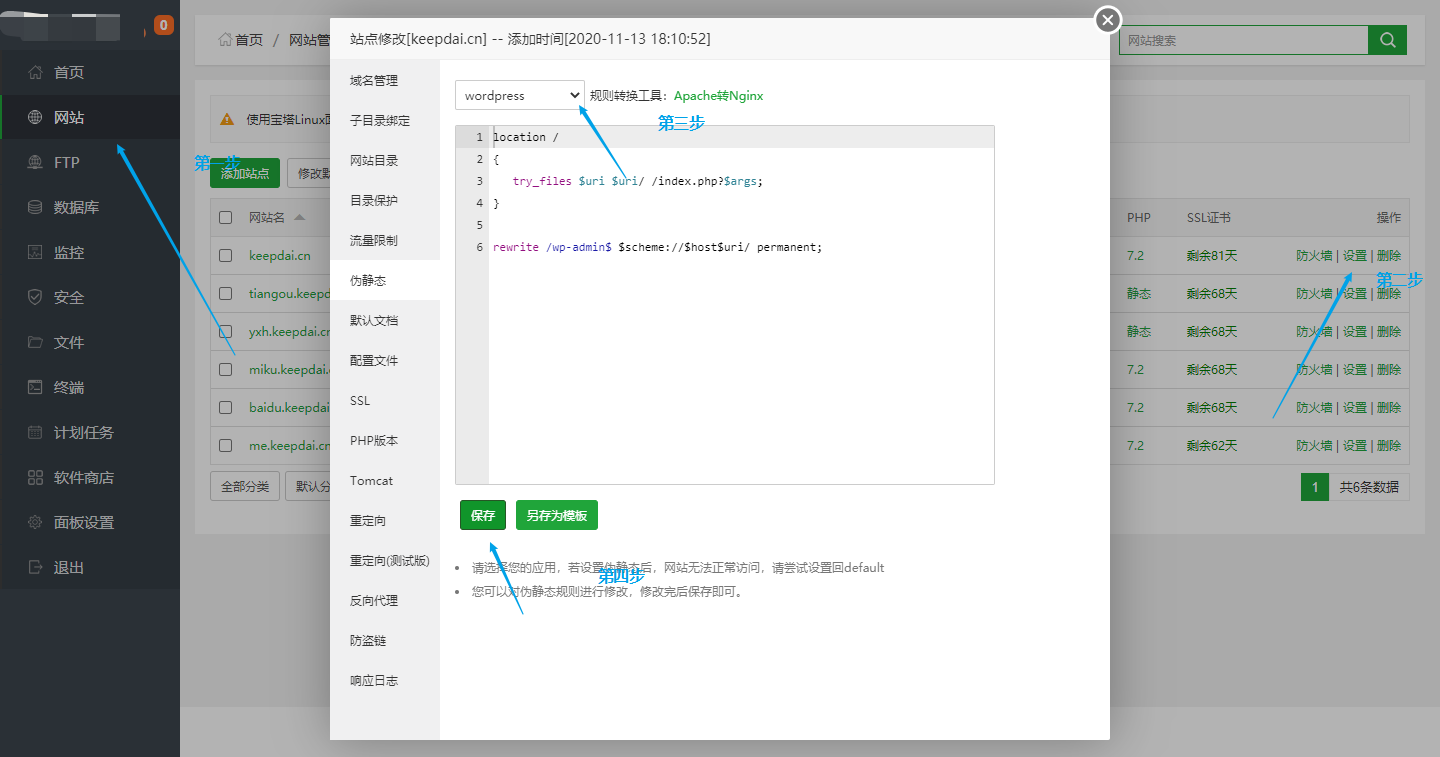 0
首页
网站
FTP
数据库
监控
安全
文件
终端
计划任务
软件商店
面板设置
退出
首页 / 网站管
网站搜索
使用宝塔Linux面
第一步
添加站点
修改默
网站名
PHP
SSL证书
操作
keepdai.cn
7.2
剩余81天
防火墙 | 设置 | 删除
第二步
tiangou.keepd
静态
剩余68天
防火墙 | 设置 | 删除
yxh.keepdai.cn
静态
剩余68天
防火墙 | 设置 | 删除
miku.keepdai.
7.2
剩余68天
防火墙 | 设置 | 删除
baidu.keepdai
7.2
剩余68天
防火墙 | 设置 | 删除
me.keepdai.cn
7.2
剩余62天
防火墙 | 设置 | 删除
全部分类
默认分
1
共6条数据
站点修改[keepdai.cn] -- 添加时间[2020-11-13 18:10:52]
域名管理
子目录绑定
网站目录
目录保护
流量限制
伪静态
默认文档
配置文件
SSL
PHP版本
Tomcat
重定向
重定向(测试版)
反向代理
防盗链
响应日志
wordpress
规则转换工具：Apache转Nginx
第三步
1 location /
2 {
3 try_files $uri $uri/ /index.php?$args;
4 }
5
6 rewrite /wp-admin$ $scheme://$host$uri/ permanent;
保存
另存为模板
第四步
请选择您的应用，若设置伪静态后，网站无法正常访问，请尝试设置回default
您可以对伪静态规则进行修改，修改完后保存即可。